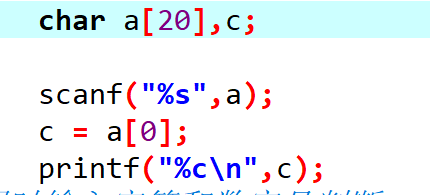 char a[20],c;
scanf("%s",a);
c = a[0];
printf("%c\n",c);